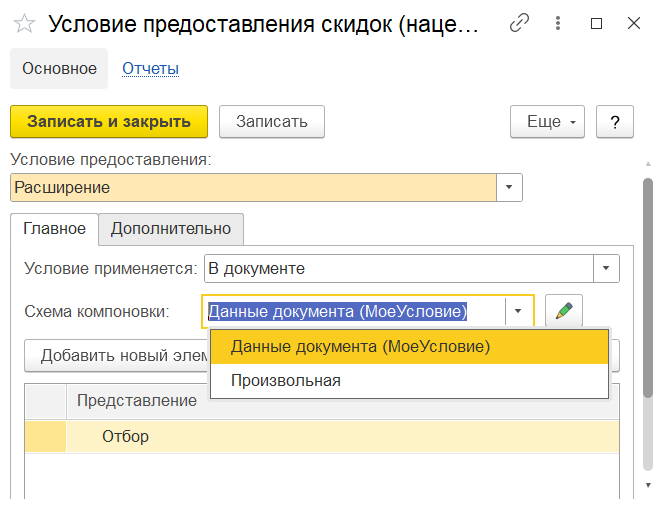 Условие предоставления скидок (наце...
Основное Отчеты
Записать и закрыть Записать Еще ?
Условие предоставления:
Расширение
Главное Дополнительно
Условие применяется: В документе
Схема компоновки: Данные документа (МоеУсловие)
Добавить новый элем
Данные документа (МоеУсловие)
Произвольная
Представление
Отбор